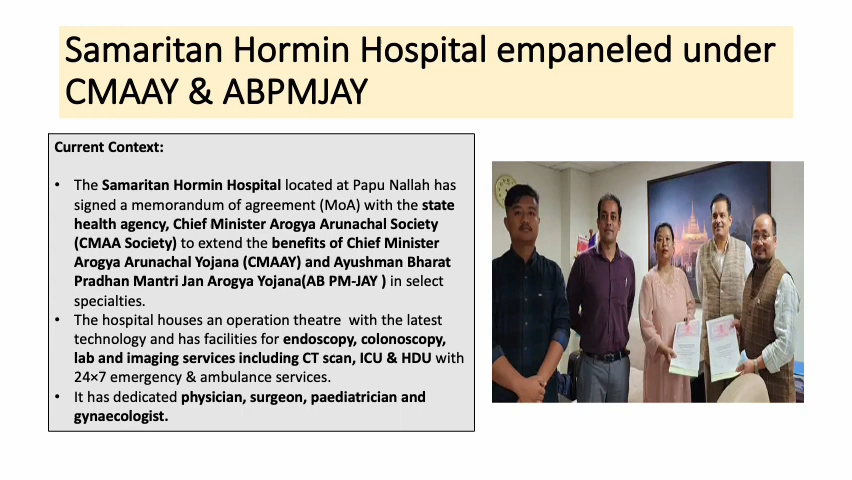 Samaritan Hormin Hospital empaneled under
CMAAY & ABPMJAY
Current Context:
• The Samaritan Hormin Hospital located at Papu Nallah has
signed a memorandum of agreement (MoA) with the state
health agency, Chief Minister Arogya Arunachal Society
(CMAA Society) to extend the benefits of Chief Minister
Arogya Arunachal Yojana (CMAAY) and Ayushman Bharat
Pradhan Mantri Jan Arogya Yojana(AB PM-JAY ) in select
specialties.
• The hospital houses an operation theatre  with the latest
technology and has facilities for endoscopy, colonoscopy,
lab and imaging services including CT scan, ICU & HDU with
24×7 emergency & ambulance services.
• It has dedicated physician, surgeon, paediatrician and
gynaecologist.